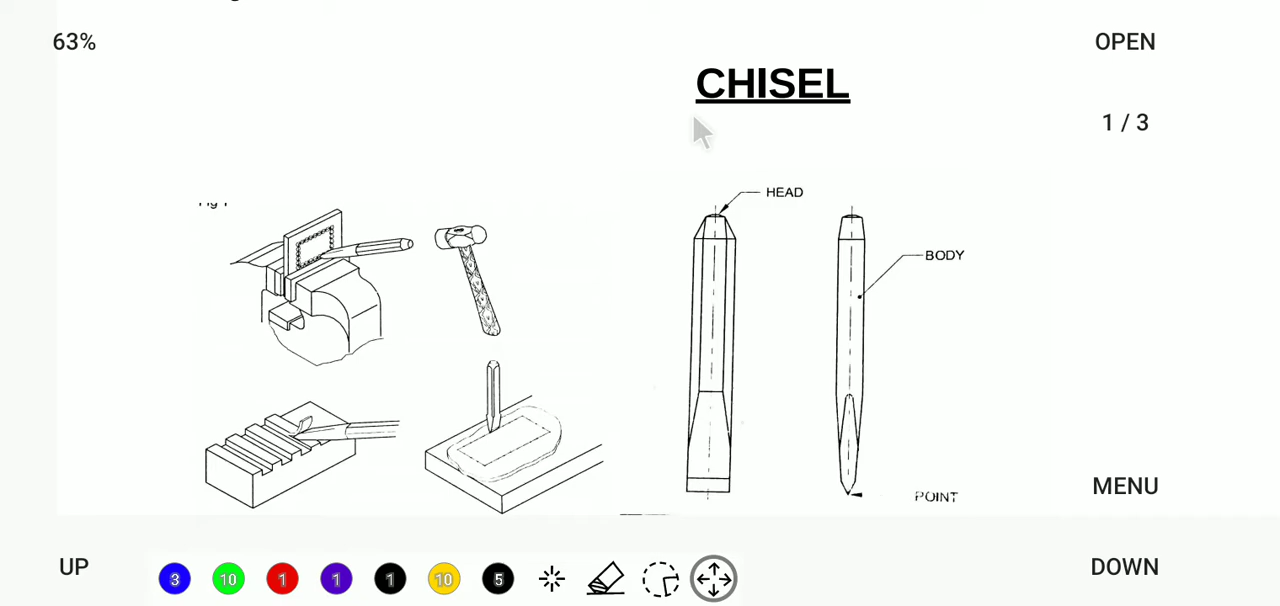 63%
OPEN
CHISEL
1 / 3
HEAD
BODY
POINT
MENU
UP
3
10
1
1
1
10
5
DOWN